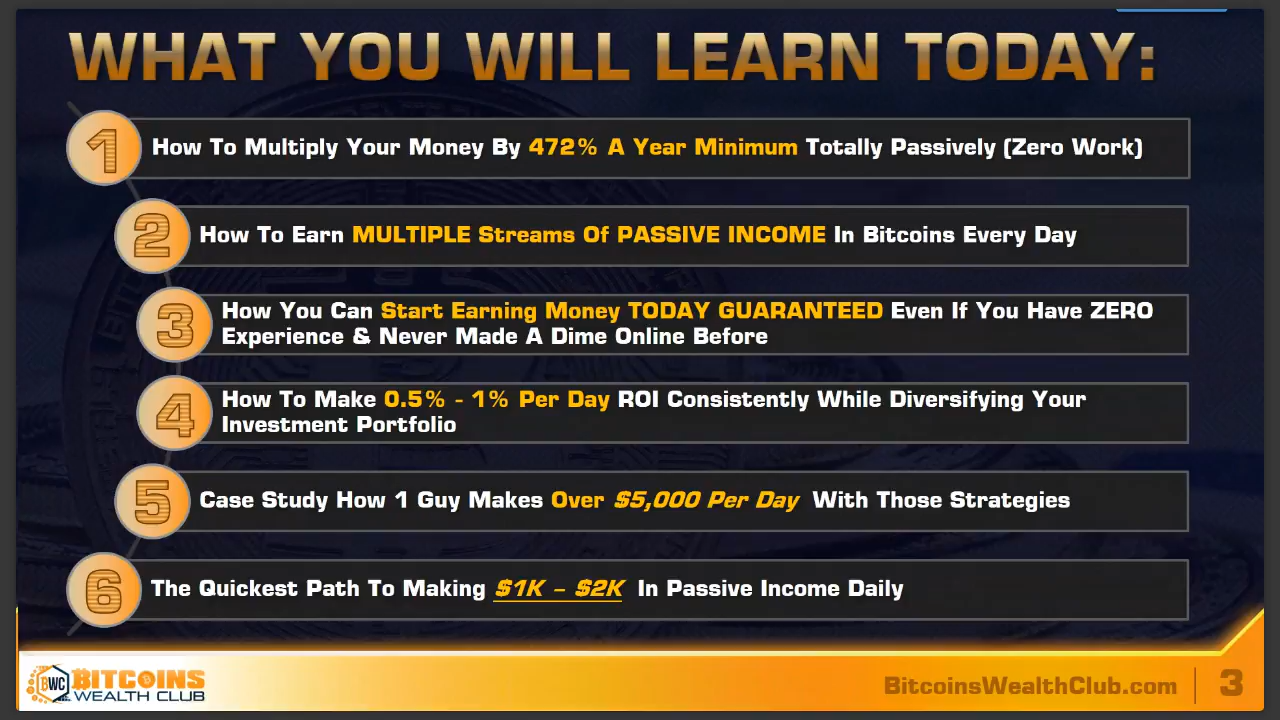 WHAT YOU WILL LEARN TODAY:
1
How To Multiply Your Money By 472% A Year Minimum Totally Passively (Zero Work)
2
How To Earn MULTIPLE Streams Of PASSIVE INCOME In Bitcoins Every Day
3
How You Can Start Earning Money TODAY GUARANTEED Even If You Have ZERO
Experience & Never Made A Dime Online Before
4
How To Make 0.5% - 1% Per Day ROI Consistently While Diversifying Your
Investment Portfolio
5
Case Study How 1 Guy Makes Over $5,000 Per Day With Those Strategies
6
The Quickest Path To Making $1K – $2K In Passive Income Daily
BWC
BITCOINS
WEALTH CLUB
BitcoinsWealthClub.com
3